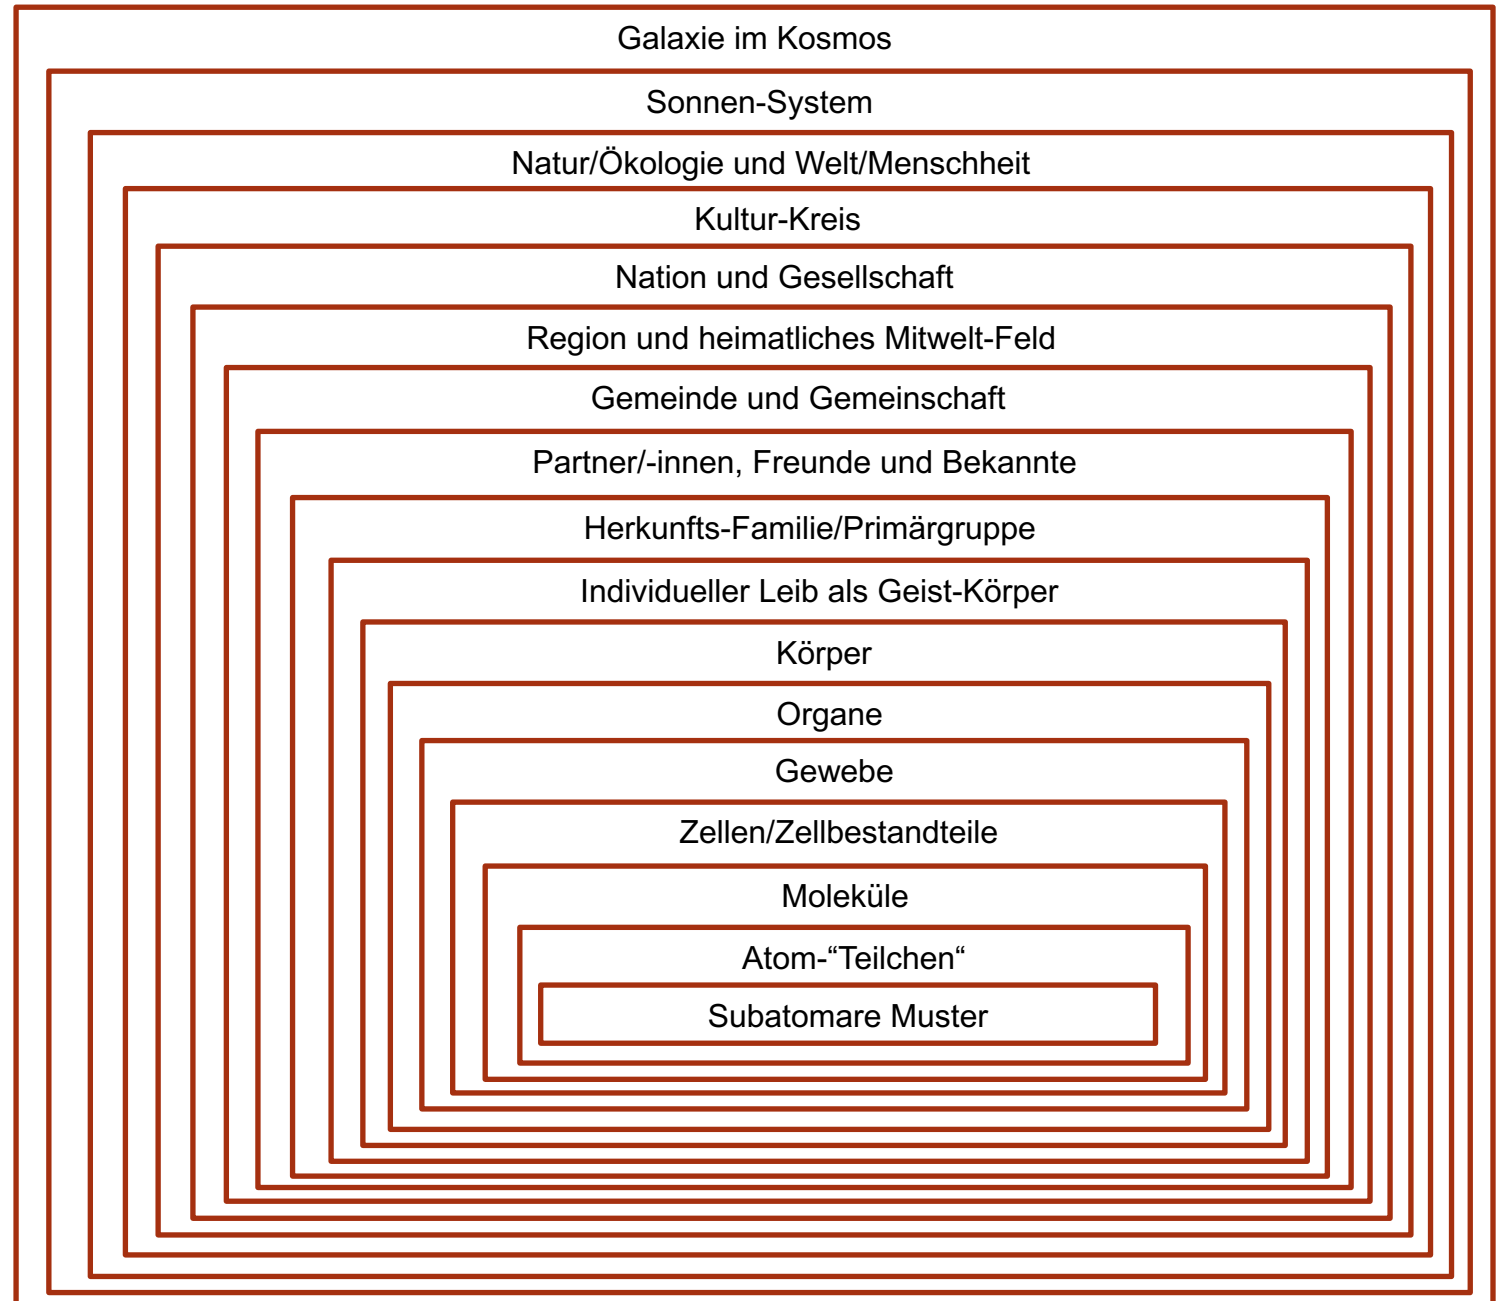 Galaxie im Kosmos
Sonnen-System
Natur/Ökologie und Welt/Menschheit
Kultur-Kreis
Nation und Gesellschaft
Region und heimatliches Mitwelt-Feld
Gemeinde und Gemeinschaft
Partner/-innen, Freunde und Bekannte
Herkunfts-Familie/Primärgruppe
Individueller Leib als Geist-Körper
Körper
Organe
Gewebe
Zellen/Zellbestandteile
Moleküle
Atom-“Teilchen“
Subatomare Muster